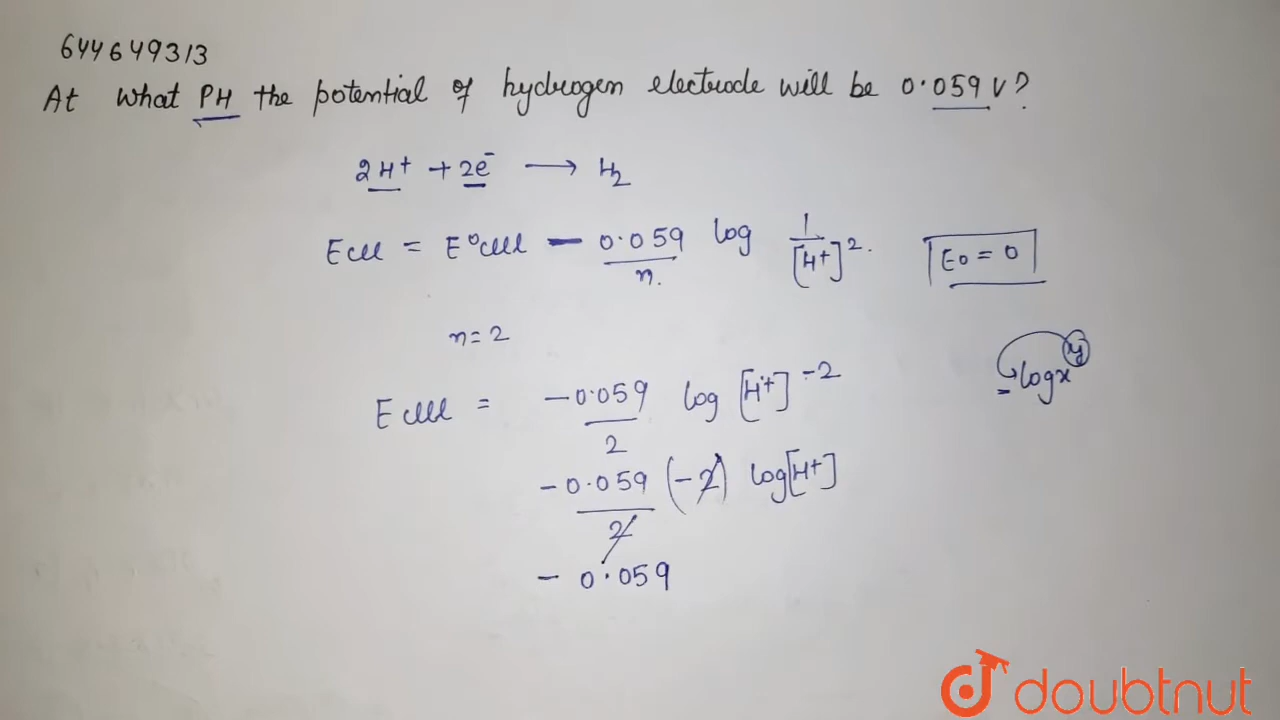 644649313
At what PH the potential of hydrogen electrode will be 0.059 V?
2H⁺ + 2e⁻ → H₂
Ecell = E⁰cell − 0.059/n. log 1/[H⁺]². E₀ = 0
n = 2
Ecell = −0.059/2 log [H⁺]⁻² logx^y
−0.059/2 (−2) log[H⁺]
− 0.059
doubtnut